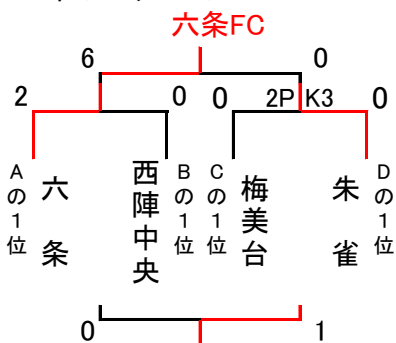 六条FC
6 0
2 0 0 2P K3 0
Aの1位
六条
西陣中央
Bの1位
Cの1位
梅美台
朱雀
Dの1位
0 1